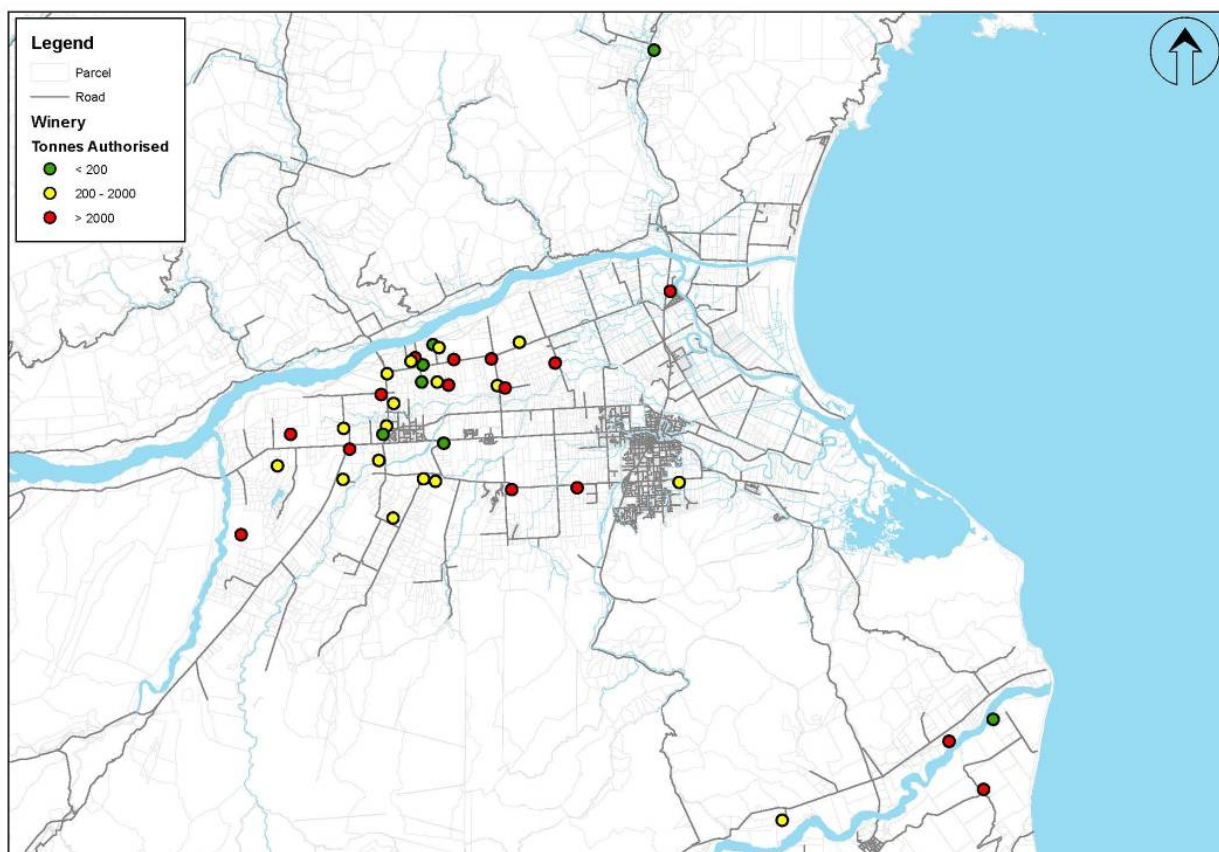 Legend
Parcel
Road
Winery
Tonnes Authorised
< 200
200 - 2000
> 2000